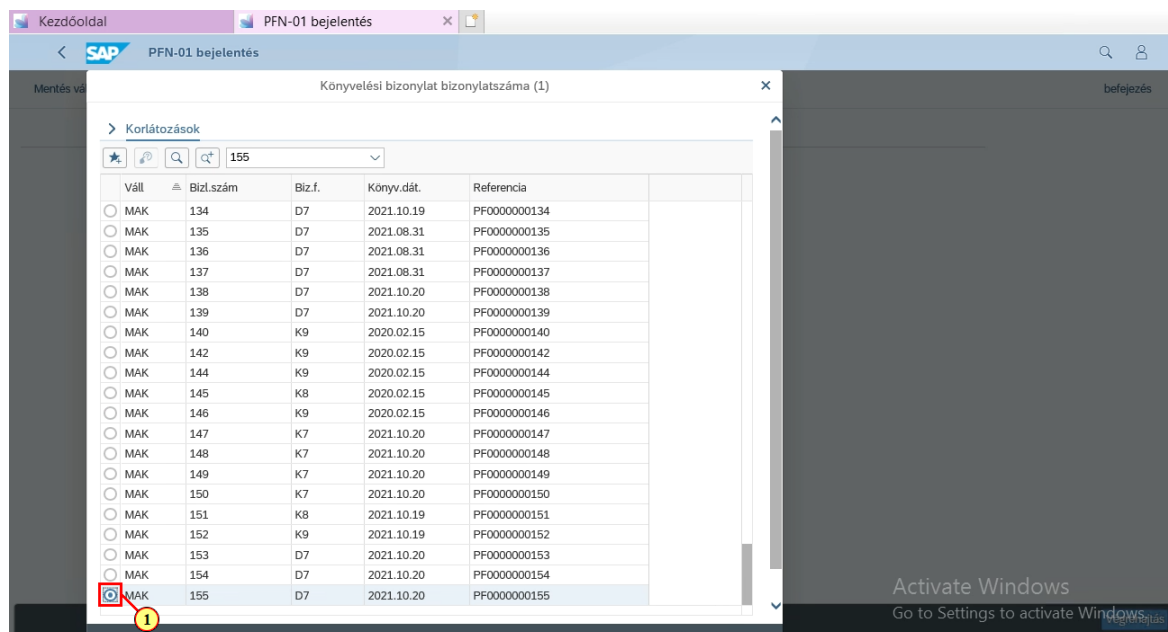 Kezdőoldal
PFN-01 bejelentés
SAP PFN-01 bejelentés
Mentés vá
Könyvelési bizonylat bizonylatszáma (1)
befejezés
Korlátozások
155
Váll Bizl.szám Biz.f. Könyv.dát. Referencia
MAK 134 D7 2021.10.19 PF0000000134
MAK 135 D7 2021.08.31 PF0000000135
MAK 136 D7 2021.08.31 PF0000000136
MAK 137 D7 2021.08.31 PF0000000137
MAK 138 D7 2021.10.20 PF0000000138
MAK 139 D7 2021.10.20 PF0000000139
MAK 140 K9 2020.02.15 PF0000000140
MAK 142 K9 2020.02.15 PF0000000142
MAK 144 K9 2020.02.15 PF0000000144
MAK 145 K8 2020.02.15 PF0000000145
MAK 146 K9 2020.02.15 PF0000000146
MAK 147 K7 2021.10.20 PF0000000147
MAK 148 K7 2021.10.20 PF0000000148
MAK 149 K7 2021.10.20 PF0000000149
MAK 150 K7 2021.10.20 PF0000000150
MAK 151 K8 2021.10.19 PF0000000151
MAK 152 K9 2021.10.19 PF0000000152
MAK 153 D7 2021.10.20 PF0000000153
MAK 154 D7 2021.10.20 PF0000000154
MAK 155 D7 2021.10.20 PF0000000155
1
Activate Windows
Go to Settings to activate Windows.
Végrehajtás